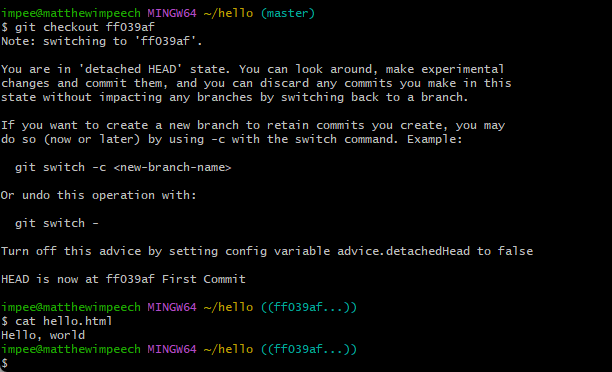 impee@matthewimpeech MINGW64 ~/hello (master)
$ git checkout ff039af
Note: switching to 'ff039af'.
You are in 'detached HEAD' state. You can look around, make experimental
changes and commit them, and you can discard any commits you make in this
state without impacting any branches by switching back to a branch.
If you want to create a new branch to retain commits you create, you may
do so (now or later) by using -c with the switch command. Example:
git switch -c <new-branch-name>
Or undo this operation with:
git switch -
Turn off this advice by setting config variable advice.detachedHead to false
HEAD is now at ff039af First Commit
impee@matthewimpeech MINGW64 ~/hello ((ff039af...))
$ cat hello.html
Hello, world
impee@matthewimpeech MINGW64 ~/hello ((ff039af...))
$